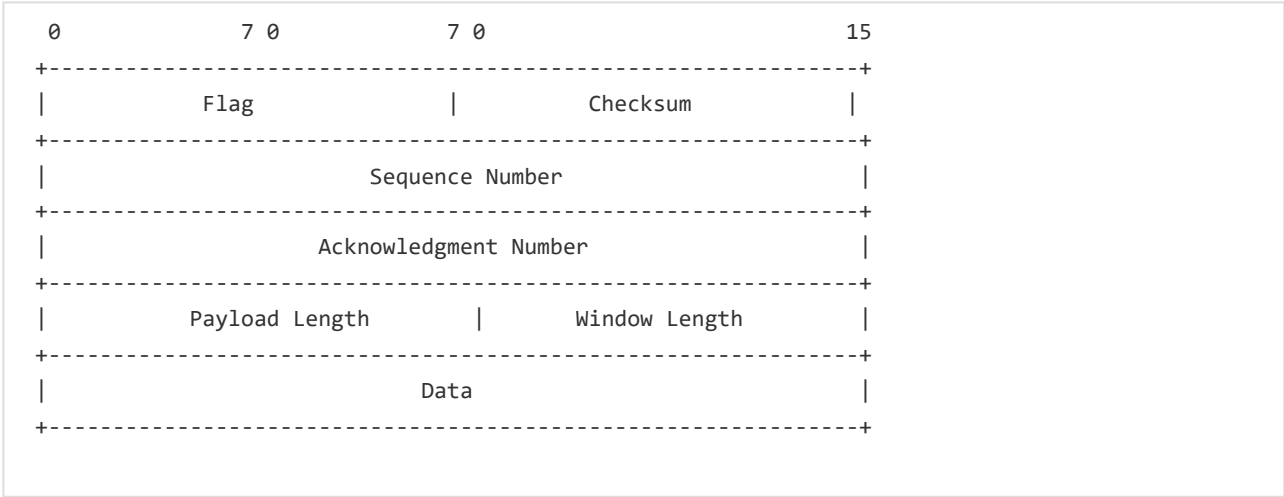 0 7 0 7 0 15
+---------------------------------------------------------------+
| Flag | Checksum |
+---------------------------------------------------------------+
| Sequence Number |
+---------------------------------------------------------------+
| Acknowledgment Number |
+---------------------------------------------------------------+
| Payload Length | Window Length |
+---------------------------------------------------------------+
| Data |
+---------------------------------------------------------------+